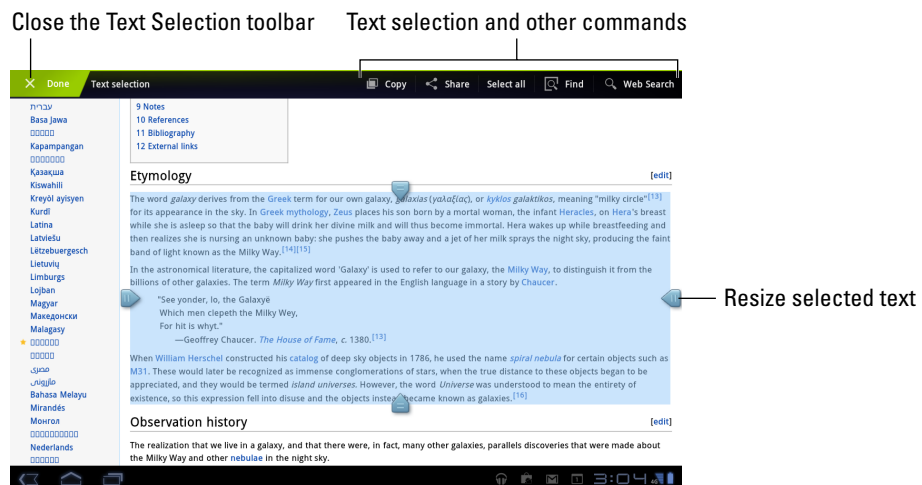 Close the Text Selection toolbar
Text selection and other commands
Done
Text selection
Copy
Share
Select all
Find
Web Search
עברית
Basa Jawa
Kapampangan
Қазақша
Kiswahili
Kreyòl ayisyen
Kurdî
Latina
Latviešu
Lëtzebuergesch
Lietuvių
Limburgs
Lojban
Magyar
Македонски
Malagasy
مصرى
مازِرونی
Bahasa Melayu
Mirandés
Монгол
Nederlands
9 Notes
10 References
11 Bibliography
12 External links
Etymology
[edit]
The word galaxy derives from the Greek term for our own galaxy, galaxias (γαλαξίας), or kyklos galaktikos, meaning "milky circle"[13]
for its appearance in the sky. In Greek mythology, Zeus places his son born by a mortal woman, the infant Heracles, on Hera's breast
while she is asleep so that the baby will drink her divine milk and will thus become immortal. Hera wakes up while breastfeeding and
then realizes she is nursing an unknown baby: she pushes the baby away and a jet of her milk sprays the night sky, producing the faint
band of light known as the Milky Way.[14][15]
In the astronomical literature, the capitalized word 'Galaxy' is used to refer to our galaxy, the Milky Way, to distinguish it from the
billions of other galaxies. The term Milky Way first appeared in the English language in a story by Chaucer.
"See yonder, lo, the Galaxyë
Which men clepeth the Milky Wey,
For hit is whyt."
—Geoffrey Chaucer. The House of Fame, c. 1380.[13]
Resize selected text
When William Herschel constructed his catalog of deep sky objects in 1786, he used the name spiral nebula for certain objects such as
M31. These would later be recognized as immense conglomerations of stars, when the true distance to these objects began to be
appreciated, and they would be termed island universes. However, the word Universe was understood to mean the entirety of
existence, so this expression fell into disuse and the objects instead became known as galaxies.[16]
Observation history
[edit]
The realization that we live in a galaxy, and that there were, in fact, many other galaxies, parallels discoveries that were made about
the Milky Way and other nebulae in the night sky.
1
3:04
4G